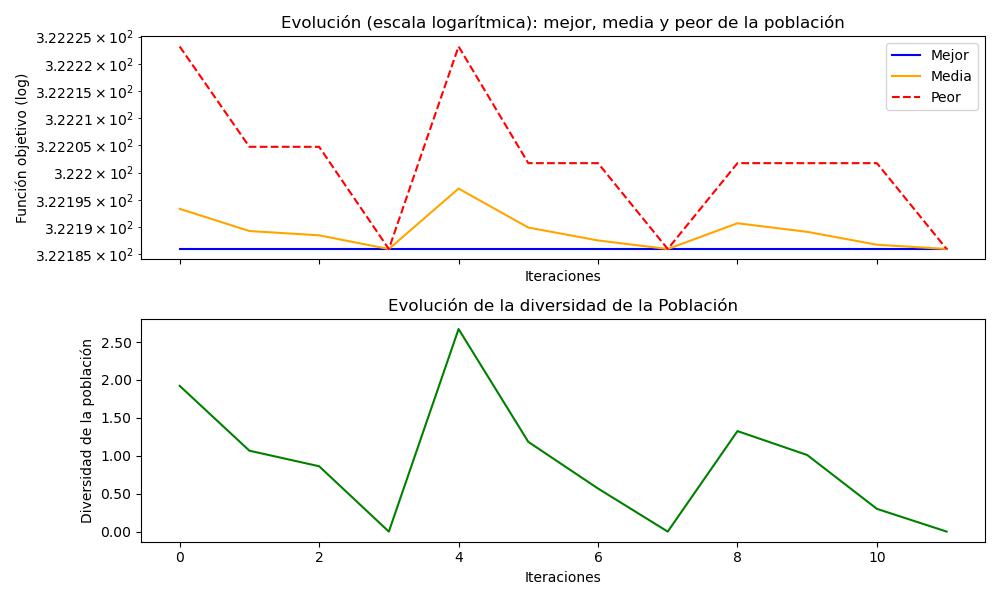 Evolución (escala logarítmica): mejor, media y peor de la población
3.22225 × 10²
3.2222 × 10²
3.22215 × 10²
3.2221 × 10²
3.22205 × 10²
3.222 × 10²
3.22195 × 10²
3.2219 × 10²
3.22185 × 10²
Función objetivo (log)
Mejor
Media
Peor
Iteraciones
Evolución de la diversidad de la Población
2.50
2.00
1.50
1.00
0.50
0.00
Diversidad de la población
0 2 4 6 8 10
Iteraciones